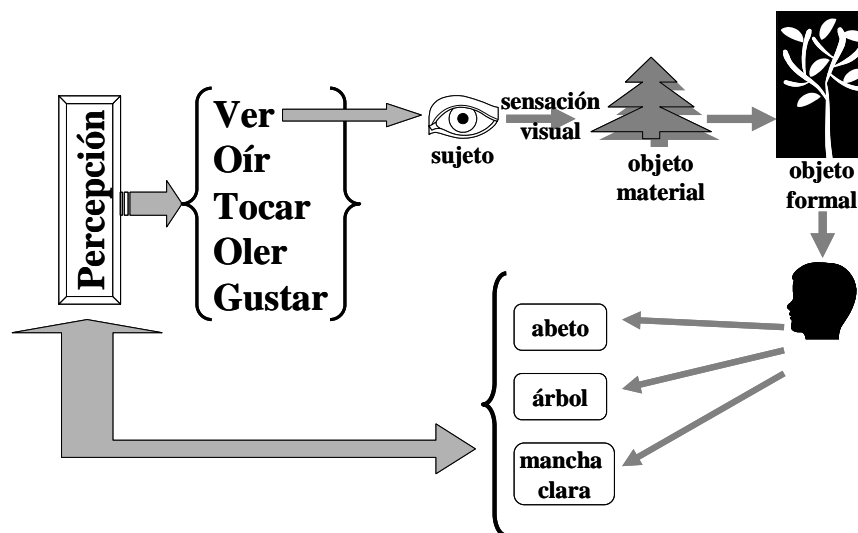 Percepción
Ver
Oír
Tocar
Oler
Gustar
sujeto
sensación
visual
objeto
material
objeto
formal
abeto
árbol
mancha
clara